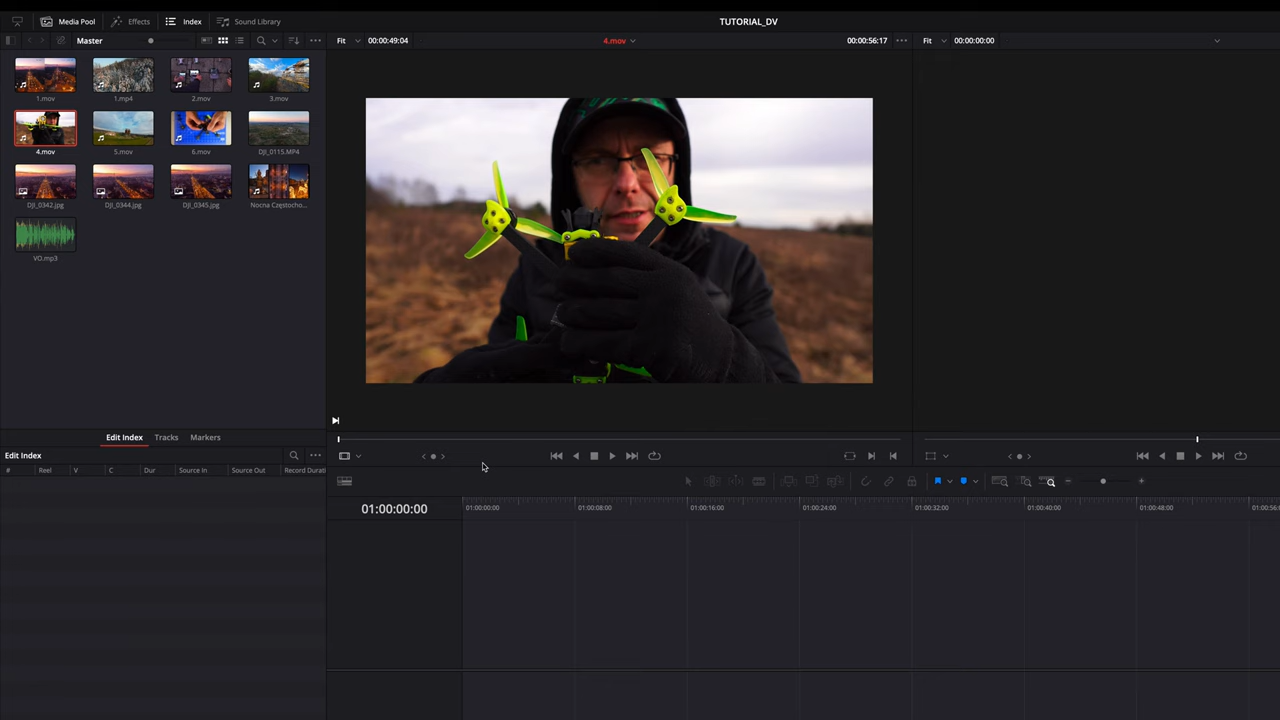 Media Pool Effects Index Sound Library TUTORIAL_DV
Master Fit 00:00:49:04 4.mov 00:00:56:17 Fit 00:00:00:00
1.mov 1.mp4 2.mov 3.mov
4.mov 5.mov 6.mov DJI_0115.MP4
DJI_0342.jpg DJI_0344.jpg DJI_0345.jpg Nocna Częstocho...
VO.mp3
Edit Index Tracks Markers
Edit Index
# Reel V C Dur Source In Source Out Record Durati
01:00:00:00 01:00:00:00 01:00:08:00 01:00:16:00 01:00:24:00 01:00:32:00 01:00:40:00 01:00:48:00 01:00:56:0